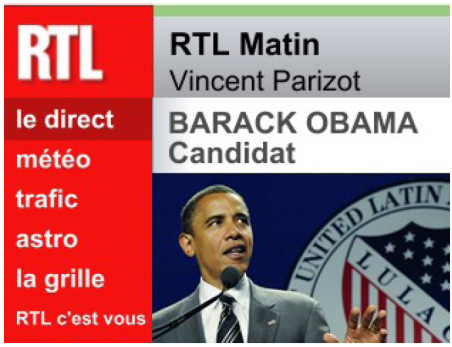 RTL
le direct
météo
trafic
astro
la grille
RTL c'est vous
RTL Matin
Vincent Parizot
BARACK OBAMA
Candidat
UNITED LATIN A
LULAC